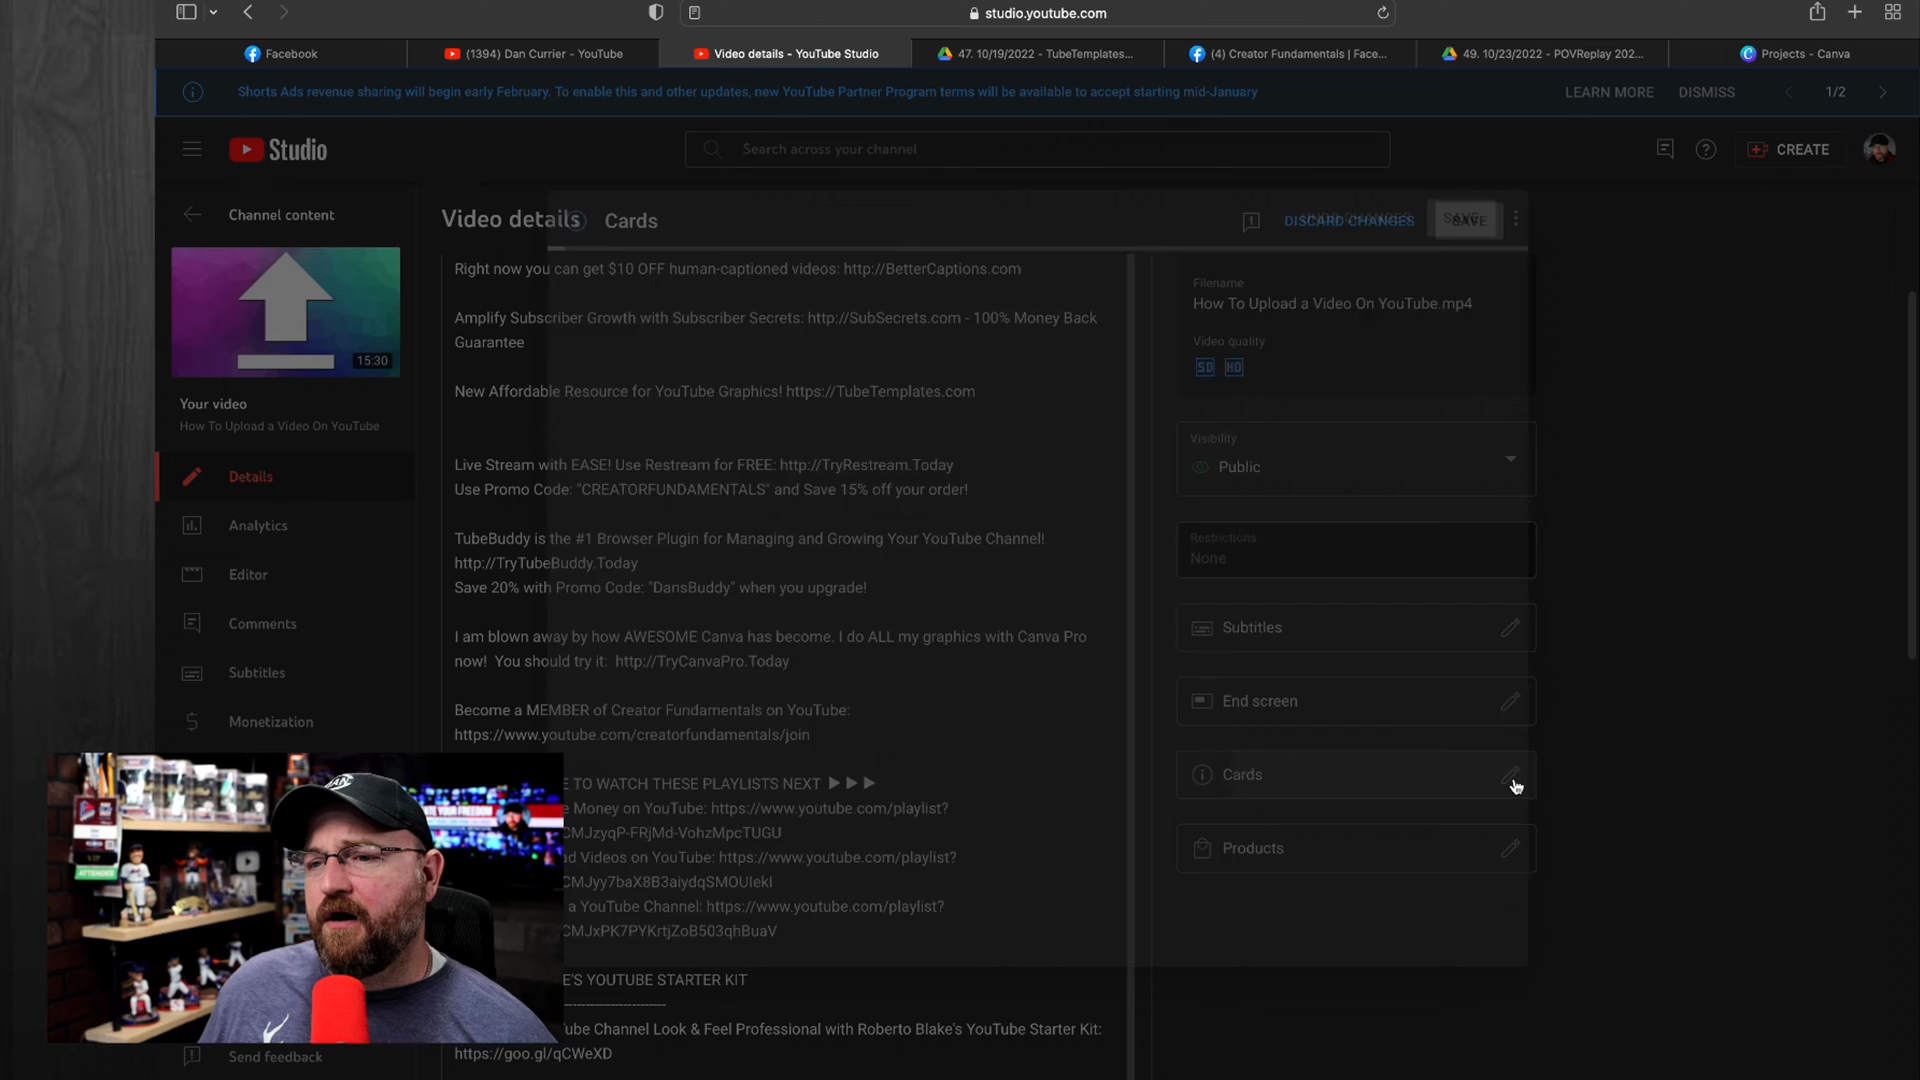 studio.youtube.com
Facebook
(1394) Dan Currier - YouTube
Video details - YouTube Studio
47. 10/19/2022 - TubeTemplates...
(4) Creator Fundamentals | Face...
49. 10/23/2022 - POVReplay 202...
Projects - Canva
Shorts Ads revenue sharing will begin early February. To enable this and other updates, new YouTube Partner Program terms will be available to accept starting mid-January
LEARN MORE
DISMISS
1/2
Studio
Search across your channel
CREATE
Channel content
15:30
Your video
How To Upload a Video On YouTube
Details
Analytics
Editor
Comments
Subtitles
Monetization
Send feedback
Video details
Cards
DISCARD CHANGES
SAVE
Right now you can get $10 OFF human-captioned videos: http://BetterCaptions.com
Amplify Subscriber Growth with Subscriber Secrets: http://SubSecrets.com - 100% Money Back
Guarantee
New Affordable Resource for YouTube Graphics! https://TubeTemplates.com
Live Stream with EASE! Use Restream for FREE: http://TryRestream.Today
Use Promo Code: "CREATORFUNDAMENTALS" and Save 15% off your order!
TubeBuddy is the #1 Browser Plugin for Managing and Growing Your YouTube Channel!
http://TryTubeBuddy.Today
Save 20% with Promo Code: "DansBuddy" when you upgrade!
I am blown away by how AWESOME Canva has become. I do ALL my graphics with Canva Pro
now! You should try it: http://TryCanvaPro.Today
Become a MEMBER of Creator Fundamentals on YouTube:
https://www.youtube.com/creatorfundamentals/join
E TO WATCH THESE PLAYLISTS NEXT ▶ ▶ ▶
e Money on YouTube: https://www.youtube.com/playlist?
CMJzyqP-FRjMd-VohzMpcTUGU
ad Videos on YouTube: https://www.youtube.com/playlist?
CMJyy7baX8B3aiydqSMOUIekI
a YouTube Channel: https://www.youtube.com/playlist?
CMJxPK7PYKrtjZoB503qhBuaV
E'S YOUTUBE STARTER KIT
ube Channel Look & Feel Professional with Roberto Blake's YouTube Starter Kit:
https://goo.gl/qCWeXD
Filename
How To Upload a Video On YouTube.mp4
Video quality
SD HD
Visibility
Public
Restrictions
None
Subtitles
End screen
Cards
Products